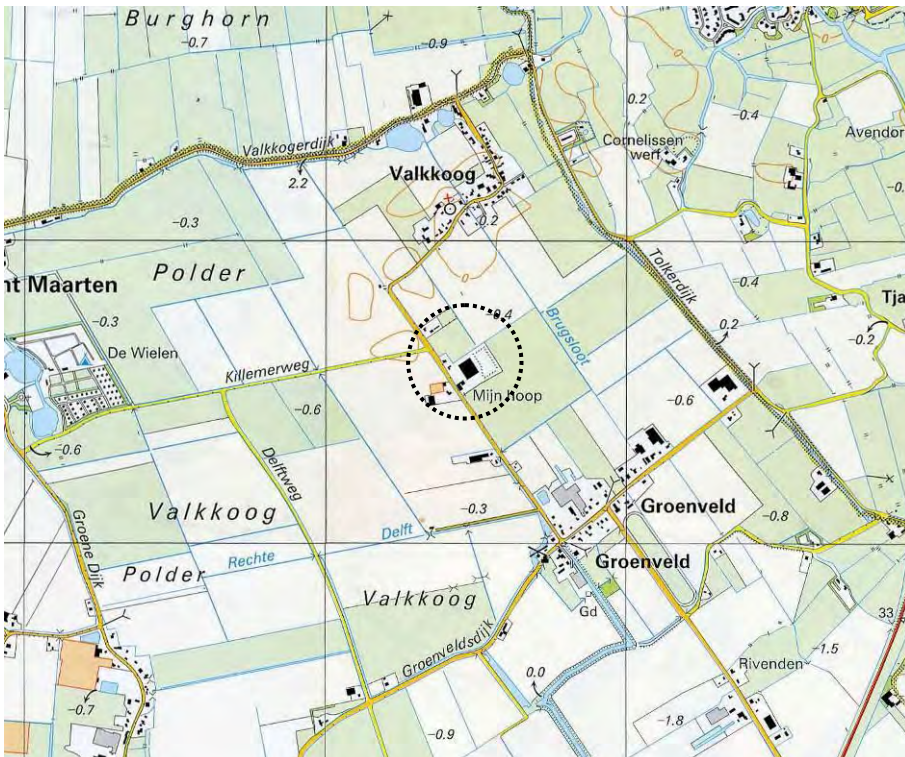 Burghorn
-0.7
-0.9
0
0.2
-0.4
Avendor
Cornelissen
werf
Valkkogerdijk
2.2
Valkkoog
0.2
-0.3
0
Polder
nt Maarten
-0.3
De Wielen
Killemerweg
-0.4
Brugsloot
Tolkerdijk
-0.4
0.2
Tja
-0.2
Mijn hoop
-0.6
-0.6
-0.6
Delftweg
Groene Dijk
Valkkoog
-0.3
Delft
Rechte
Groenveld
-0.8
Groenveld
Polder
Valkkoog
Gd
Groenveldsdijk
33
-1.5
Rivenden
0.0
-0.7
-0.9
-1.8